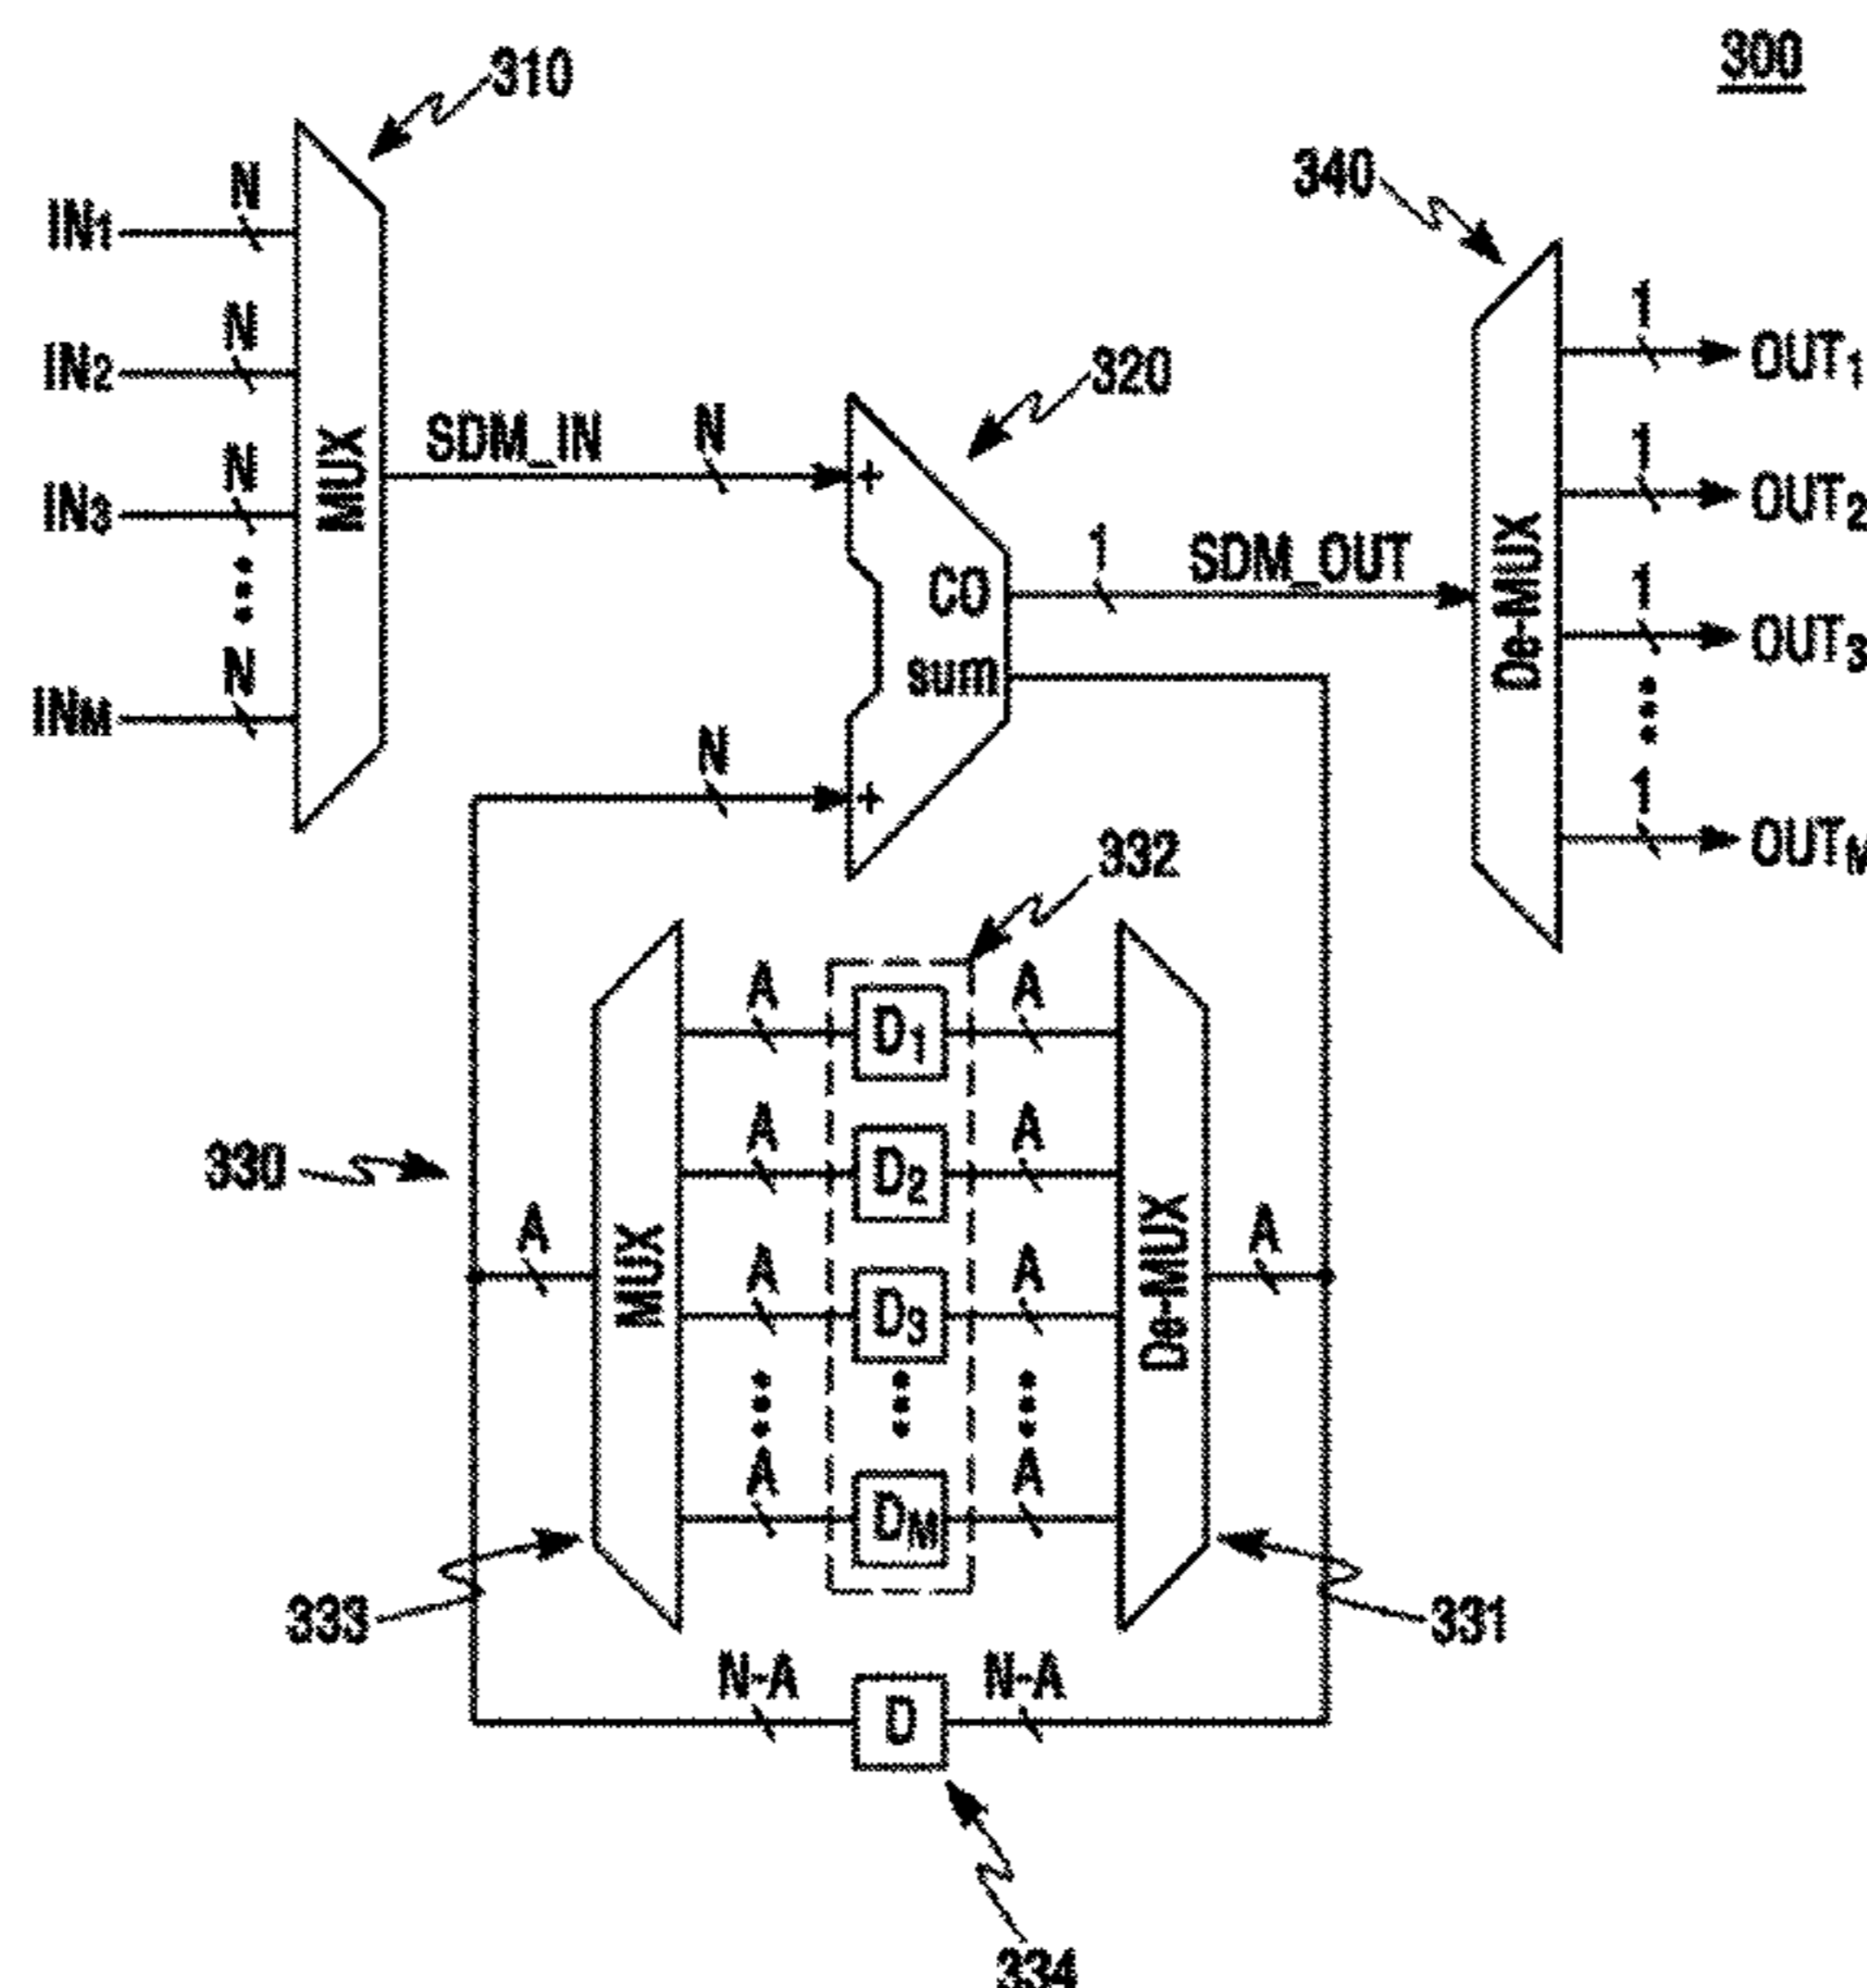 300
310
340
IN1
N
IN2
N
IN3
N
INM
N
MUX
SDM_IN
N
320
+
+
CO
sum
N
1
SDM_OUT
De-MUX
1
OUT1
1
OUT2
1
OUT3
1
OUTM
332
330
A
MUX
A
D1
A
A
D2
A
A
D3
A
A
DM
A
De-MUX
A
333
331
N-A
D
N-A
334